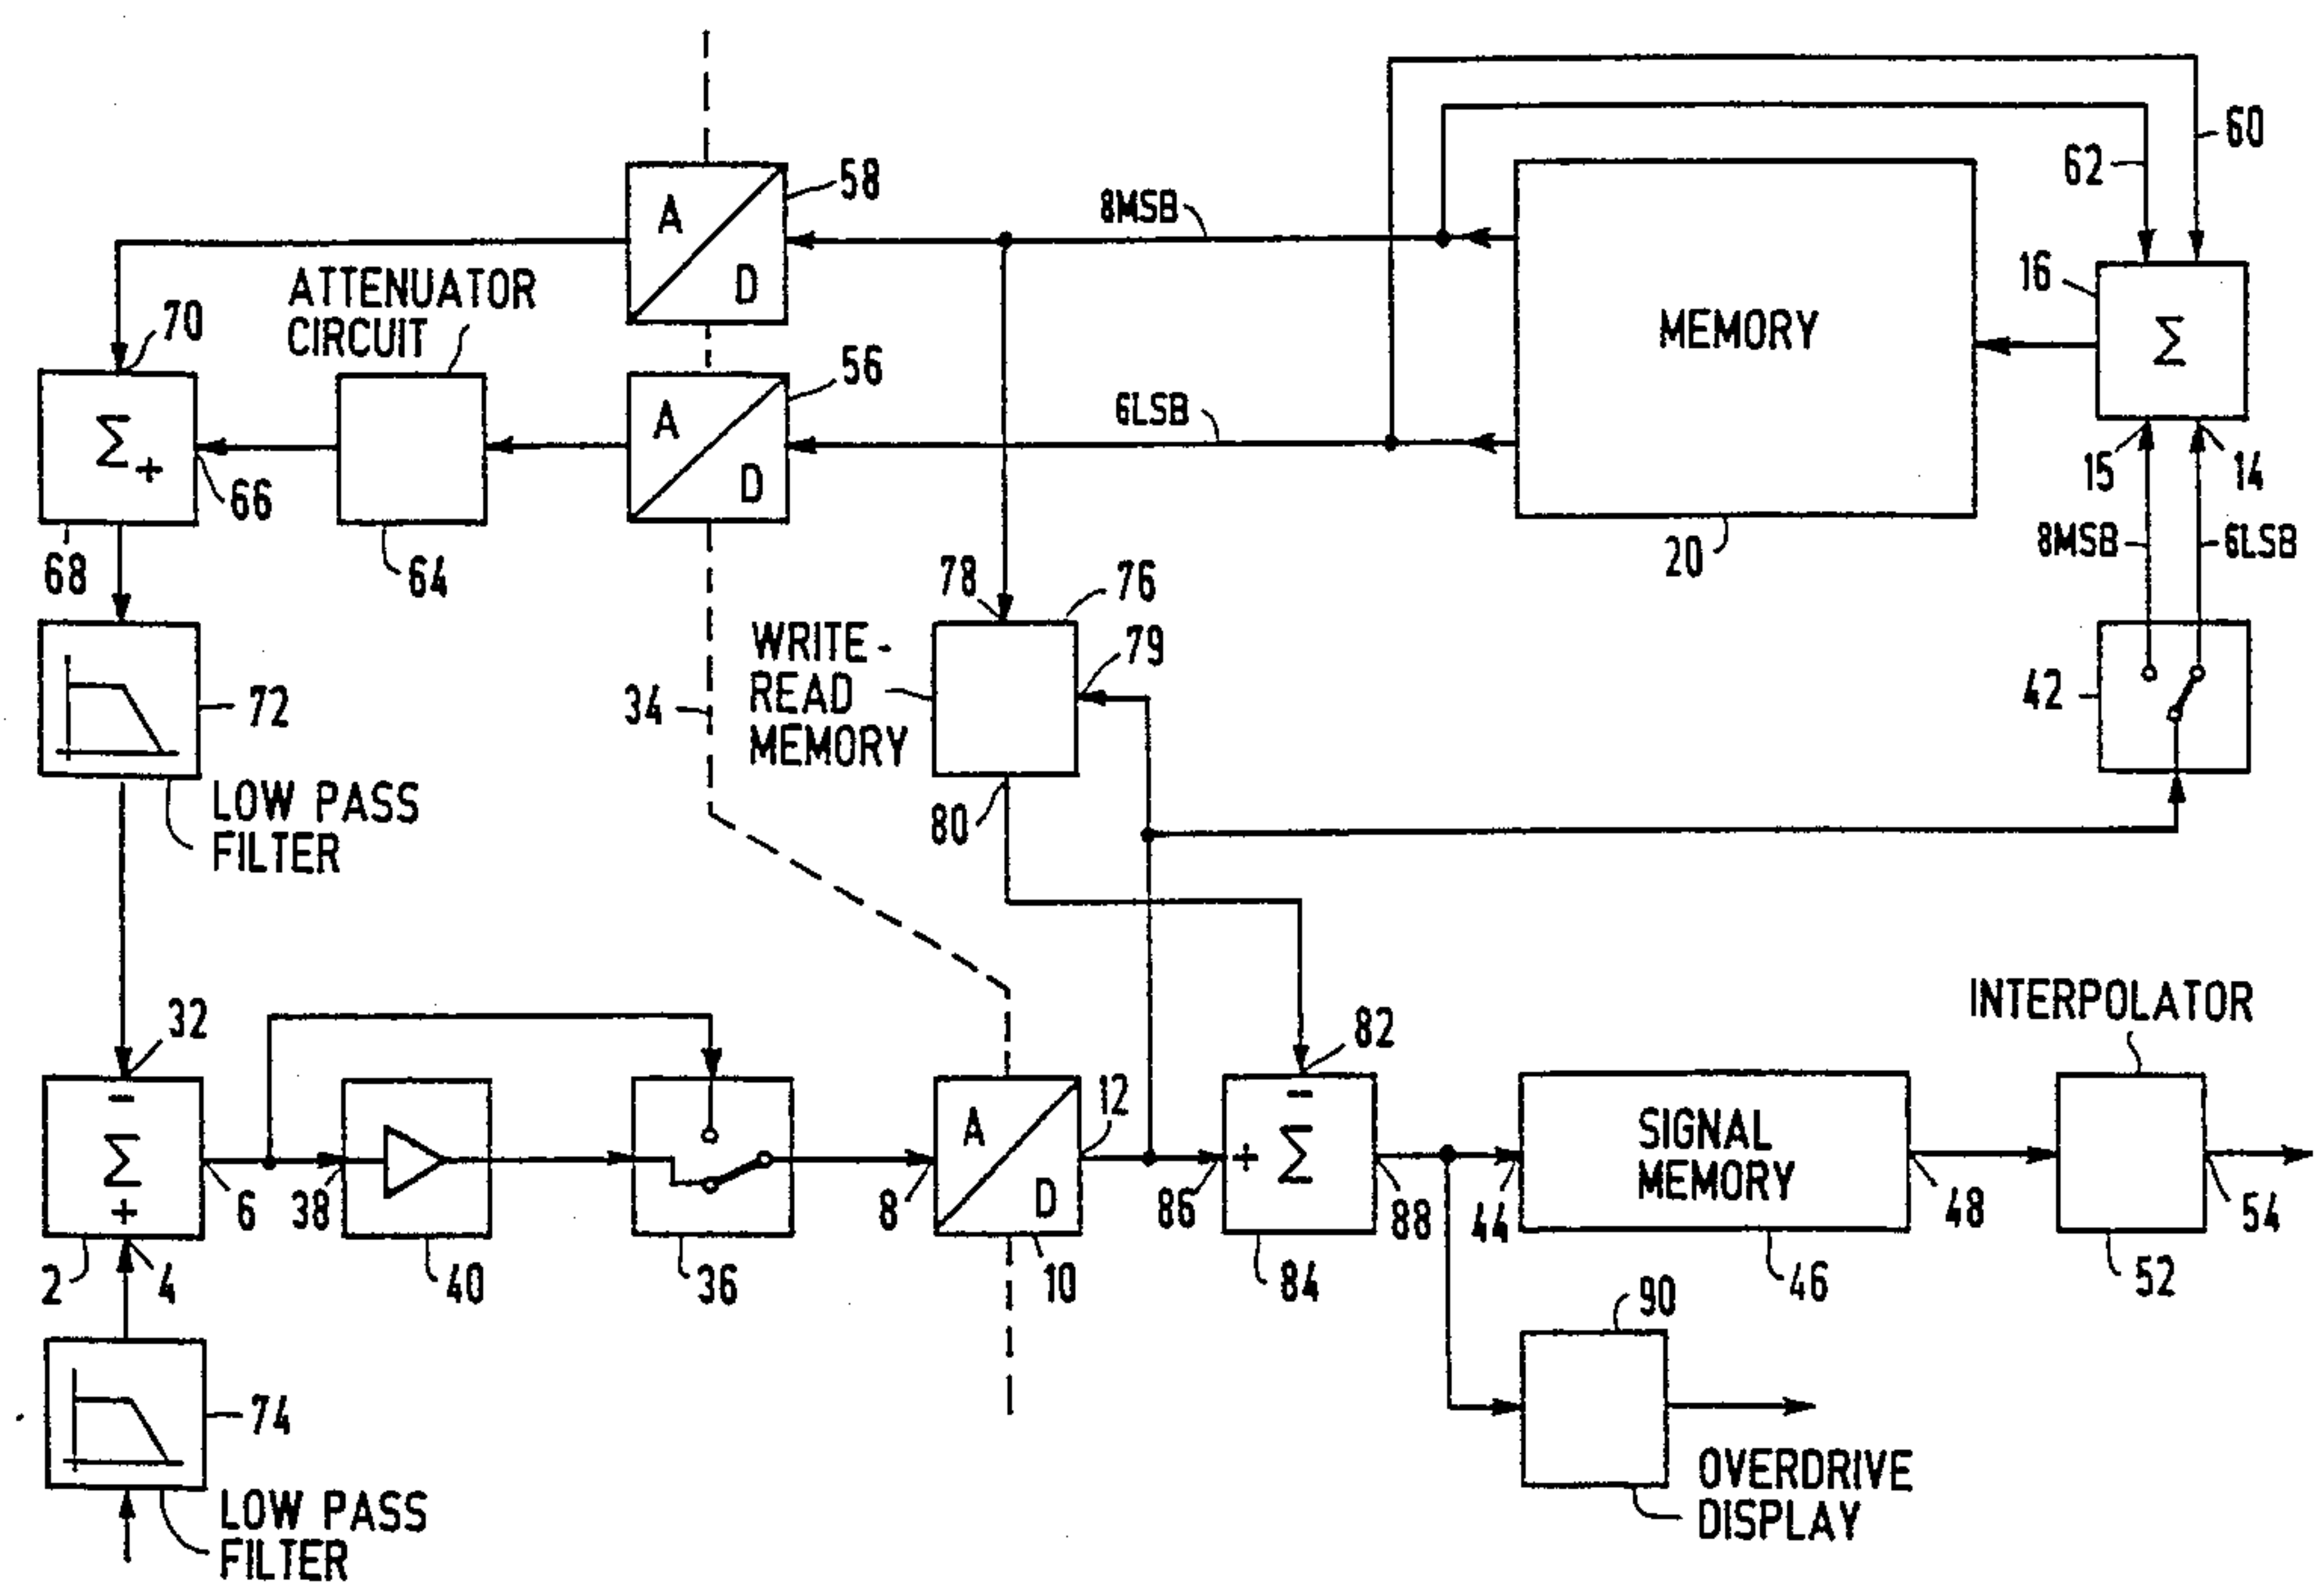 60
62
58
A
D
8MSB
16
Σ
MEMORY
ATTENUATOR
CIRCUIT
70
56
A
D
6LSB
Σ
+
66
68
64
15
14
20
8MSB
6LSB
78
76
79
WRITE-
READ
MEMORY
34
42
72
80
LOW PASS
FILTER
INTERPOLATOR
32
82
12
-
Σ
+
6
38
8
A
D
86
+
-
Σ
88
44
SIGNAL
MEMORY
48
54
2
4
40
36
10
84
46
52
90
74
OVERDRIVE
DISPLAY
LOW PASS
FILTER